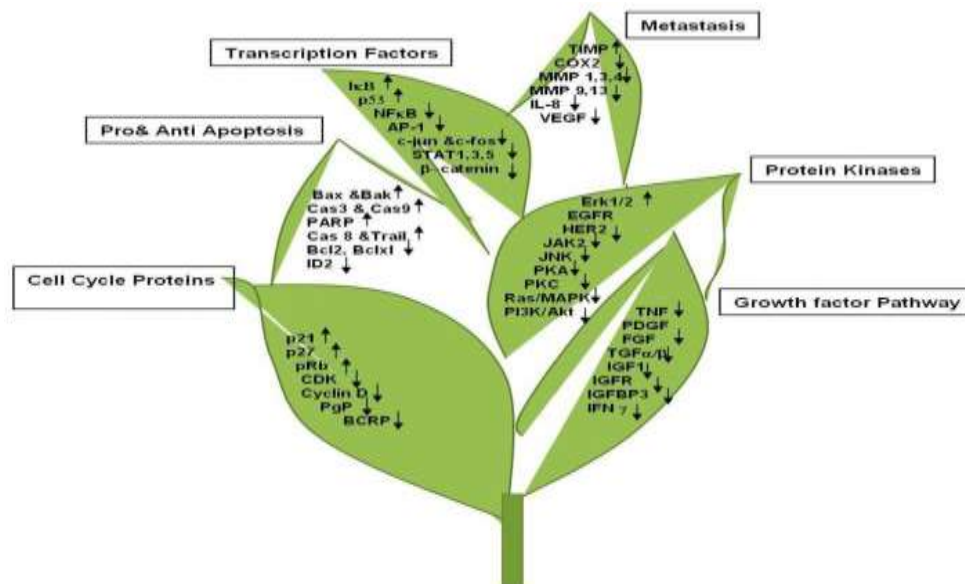 Metastasis
TIMP ↑
COX2 ↓
MMP 1,3,4↓
MMP 9,13 ↓
IL-8 ↓
VEGF ↓
Transcription Factors
IκB ↑
p53 ↑
NFκB ↓
AP-1 ↓
c-jun &c-fos↓
STAT1,3,5 ↓
β-catenin ↓
Pro& Anti Apoptosis
Bax &Bak↑
Cas3 & Cas9 ↑
PARP ↑
Cas 8 &Trail ↑
Bcl2, Bclxl ↓
ID2 ↓
Protein Kinases
Erk1/2 ↑
EGFR
HER2 ↓
JAK2 ↓
JNK ↓
PKA ↓
PKC ↓
Ras/MAPK↓
PI3K/Akt ↓
Cell Cycle Proteins
p21 ↑
p27 ↑
pRb ↑
CDK ↓
Cyclin D ↓
PgP ↓
BCRP ↓
Growth factor Pathway
TNF ↓
PDGF
FGF ↓
TGFα/β↓
IGF1↓
IGFR ↓
IGFBP3 ↓
IFN γ ↓